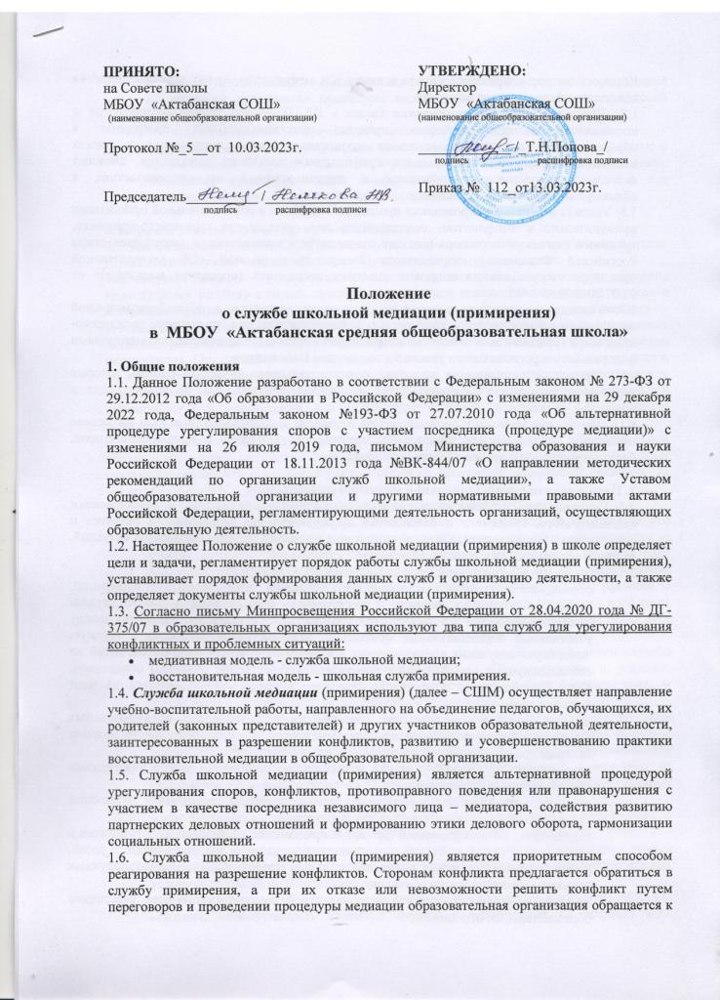 ПРИНЯТО:
на Совете школы
МБОУ «Актабанская СОШ»
(наименование общеобразовательной организации)
Протокол №_5__от 10.03.2023г.
Председатель
подпись расшифровка подписи
УТВЕРЖДЕНО:
Директор
МБОУ «Актабанская СОШ»
(наименование общеобразовательной организации)
/_Т.Н.Попова_/
подпись расшифровка подписи
Приказ №_112_от13.03.2023г.
Положение
о службе школьной медиации (примирения)
в МБОУ «Актабанская средняя общеобразовательная школа»
1. Общие положения
1.1. Данное Положение разработано в соответствии с Федеральным законом № 273-ФЗ от
29.12.2012 года «Об образовании в Российской Федерации» с изменениями на 29 декабря
2022 года, Федеральным законом №193-ФЗ от 27.07.2010 года «Об альтернативной
процедуре урегулирования споров с участием посредника (процедуре медиации)» с
изменениями на 26 июля 2019 года, письмом Министерства образования и науки
Российской Федерации от 18.11.2013 года №ВК-844/07 «О направлении методических
рекомендаций по организации служб школьной медиации», а также Уставом
общеобразовательной организации и другими нормативными правовыми актами
Российской Федерации, регламентирующими деятельность организаций, осуществляющих
образовательную деятельность.
1.2. Настоящее Положение о службе школьной медиации (примирения) в школе определяет
цели и задачи, регламентирует порядок работы службы школьной медиации (примирения),
устанавливает порядок формирования данных служб и организацию деятельности, а также
определяет документы службы школьной медиации (примирения).
1.3. Согласно письму Минпросвещения Российской Федерации от 28.04.2020 года № ДГ-
375/07 в образовательных организациях используют два типа служб для урегулирования
конфликтных и проблемных ситуаций:
• медиативная модель - служба школьной медиации;
• восстановительная модель - школьная служба примирения.
1.4. Служба школьной медиации (примирения) (далее – СШМ) осуществляет направление
учебно-воспитательной работы, направленного на объединение педагогов, обучающихся, их
родителей (законных представителей) и других участников образовательной деятельности,
заинтересованных в разрешении конфликтов, развитию и усовершенствованию практики
восстановительной медиации в общеобразовательной организации.
1.5. Служба школьной медиации (примирения) является альтернативной процедурой
урегулирования споров, конфликтов, противоправного поведения или правонарушения с
участием в качестве посредника независимого лица – медиатора, содействия развитию
партнерских деловых отношений и формированию этики делового оборота, гармонизации
социальных отношений.
1.6. Служба школьной медиации (примирения) является приоритетным способом
реагирования на разрешение конфликтов. Сторонам конфликта предлагается обратиться в
службу примирения, а при их отказе или невозможности решить конфликт путем
переговоров и проведении процедуры медиации образовательная организация обращается к